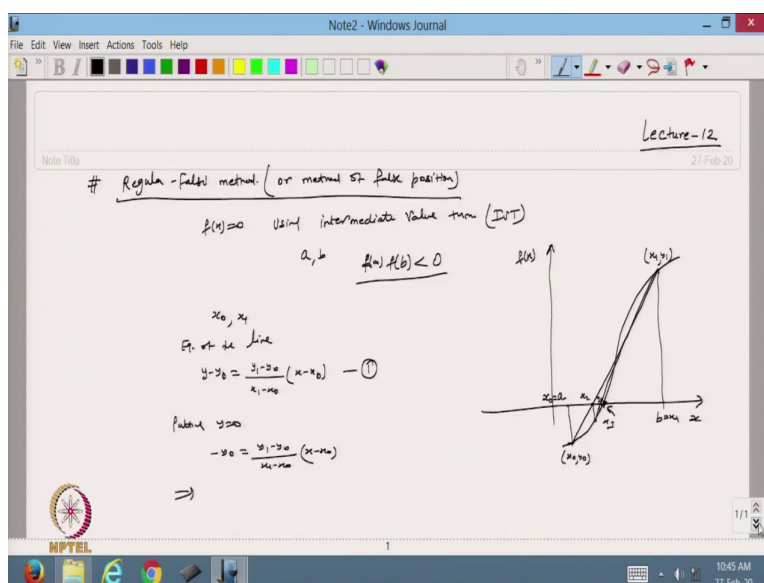 Note2 - Windows Journal
File Edit View Insert Actions Tools Help
B I
Lecture-12
Note Title
27-Feb-20
# Regula-Falsi method. (or method of false position)
f(x)=0 Using intermediate Value (IVT)
a, b f(a) f(b) < 0
f(x)
(x₁,y₁)
x₀, x₁
Eq. of the line
y-y₀ = y₁-y₀/x₁-x₀ (x-x₀) — ①
x₀=a x₂ x₃ b=x₁ x
(x₀,y₀)
y=0
-y₀ = y₁-y₀/x₁-x₀ (x-x₀)
⇒
NPTEL
1/1
1
10:45 AM
27-Feb-20